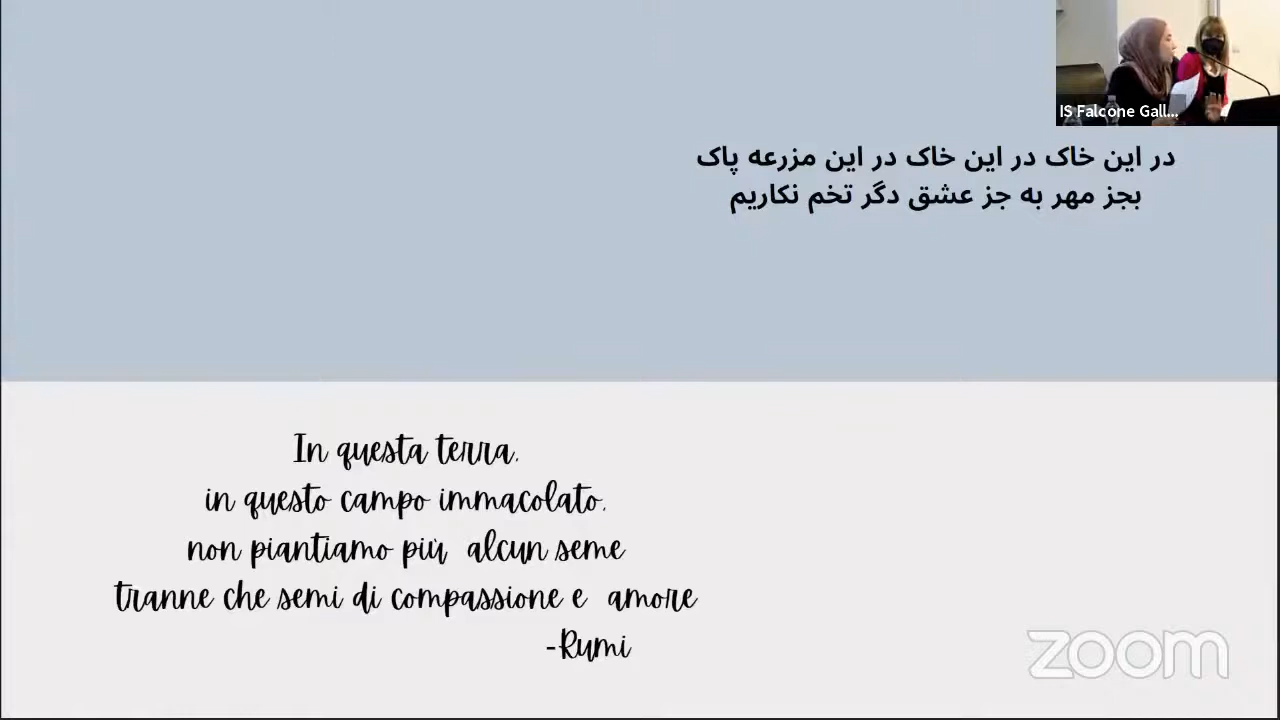 IS Falcone Gall...
در این خاک در این خاک در این مزرعه پاک
بجز مهر به جز عشق دگر تخم نکاریم
In questa terra,
in questo campo immacolato,
non piantiamo più alcun seme
tranne che semi di compassione e amore
-Rumi
zoom